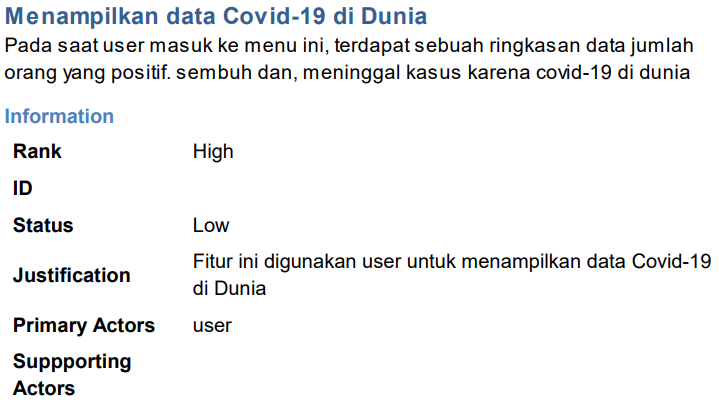 Menampilkan data Covid-19 di Dunia
Pada saat user masuk ke menu ini, terdapat sebuah ringkasan data jumlah
orang yang positif. sembuh dan, meninggal kasus karena covid-19 di dunia
Information
Rank High
ID
Status Low
Justification Fitur ini digunakan user untuk menampilkan data Covid-19
di Dunia
Primary Actors user
Suppporting
Actors